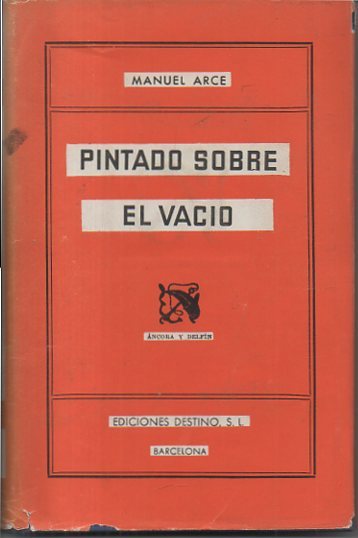 MANUEL ARCE
PINTADO SOBRE
EL VACIO
ÁNCORA Y DELFÍN
EDICIONES DESTINO, S. L.
BARCELONA